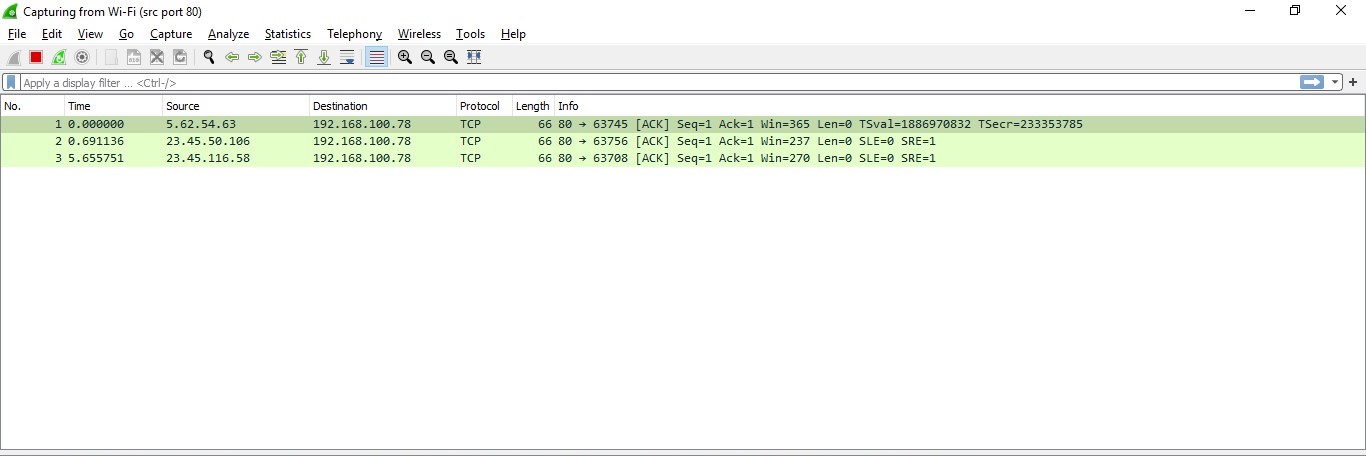 Capturing from Wi-Fi (src port 80)
File Edit View Go Capture Analyze Statistics Telephony Wireless Tools Help
Apply a display filter ... <Ctrl-/>
No. Time Source Destination Protocol Length Info
1 0.000000 5.62.54.63 192.168.100.78 TCP 66 80 → 63745 [ACK] Seq=1 Ack=1 Win=365 Len=0 TSval=1886970832 TSecr=233353785
2 0.691136 23.45.50.106 192.168.100.78 TCP 66 80 → 63756 [ACK] Seq=1 Ack=1 Win=237 Len=0 SLE=0 SRE=1
3 5.655751 23.45.116.58 192.168.100.78 TCP 66 80 → 63708 [ACK] Seq=1 Ack=1 Win=270 Len=0 SLE=0 SRE=1